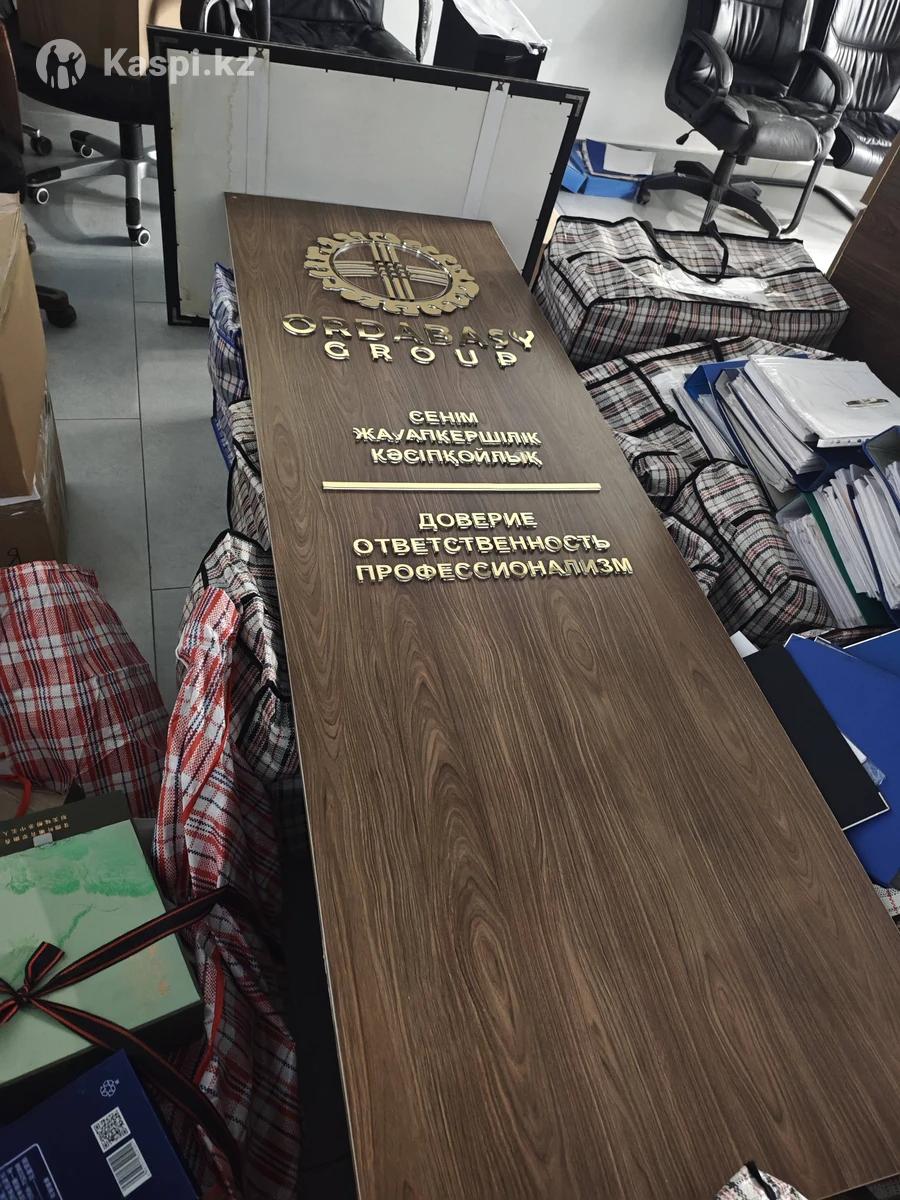 Kaspi.kz
ORDABASY
GROUP
СЕНІМ
ЖАУАПКЕРШІЛІК
КӘСІПҚОЙЛЫҚ
ДОВЕРИЕ
ОТВЕТСТВЕННОСТЬ
ПРОФЕССИОНАЛИЗМ